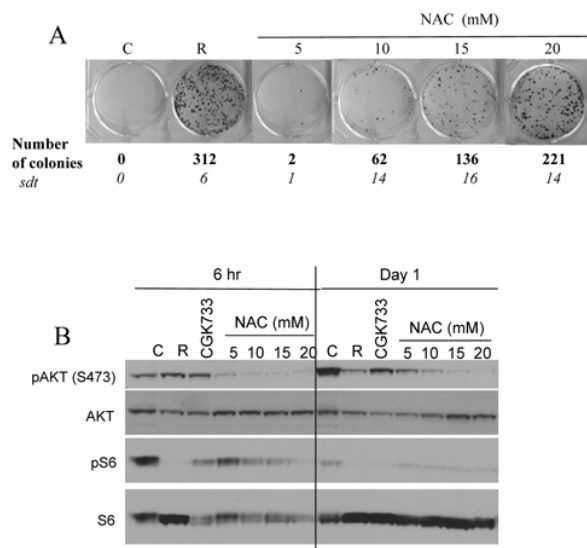 A
NAC (mM)
C R 5 10 15 20
Number
of colonies 0 312 2 62 136 221
sdt 0 6 1 14 16 14
6 hr Day 1
B
NAC (mM) NAC (mM)
C R CGK733 5 10 15 20 C R CGK733 5 10 15 20
pAKT (S473)
AKT
pS6
S6